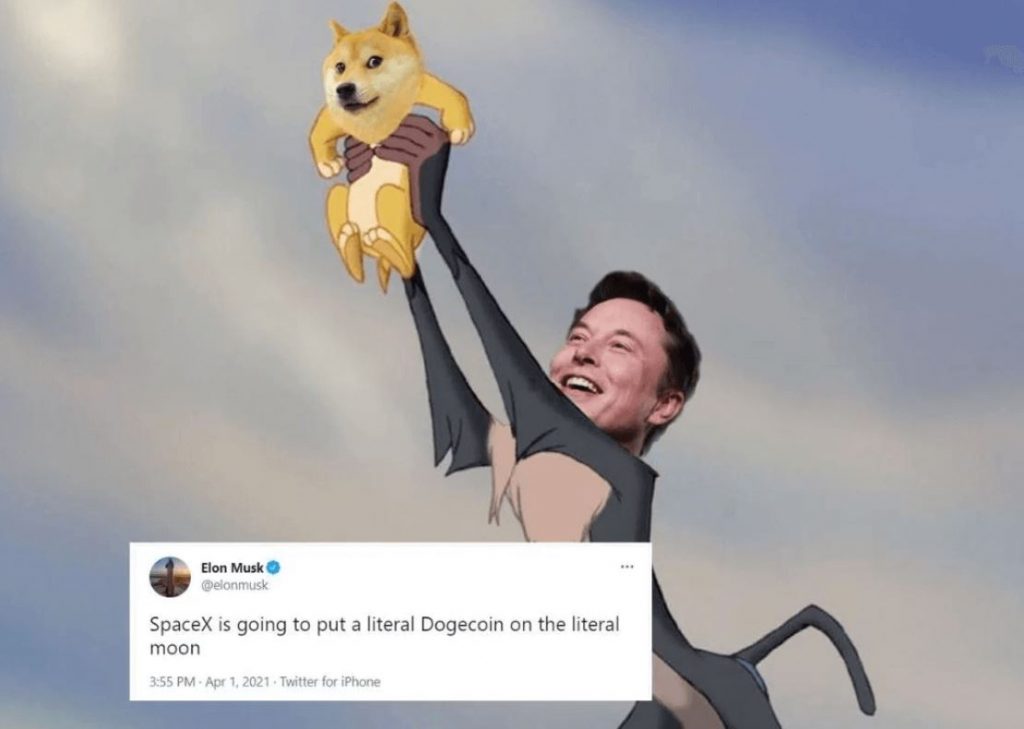 Elon Musk
@elonmusk
SpaceX is going to put a literal Dogecoin on the literal
moon
3:55 PM · Apr 1, 2021 · Twitter for iPhone